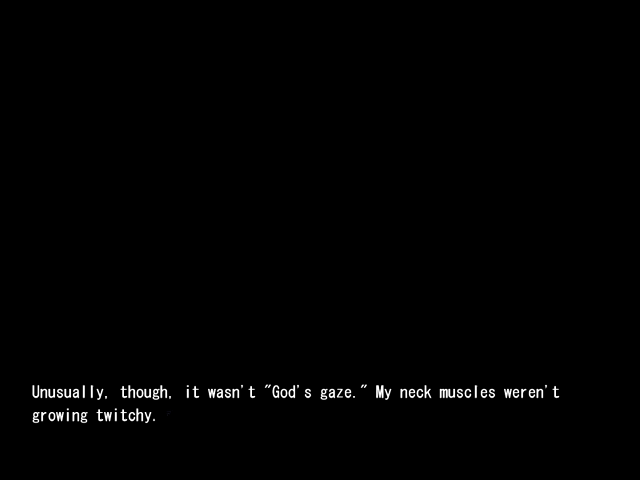 Unusually, though, it wasn't "God's gaze." My neck muscles weren't
growing twitchy.